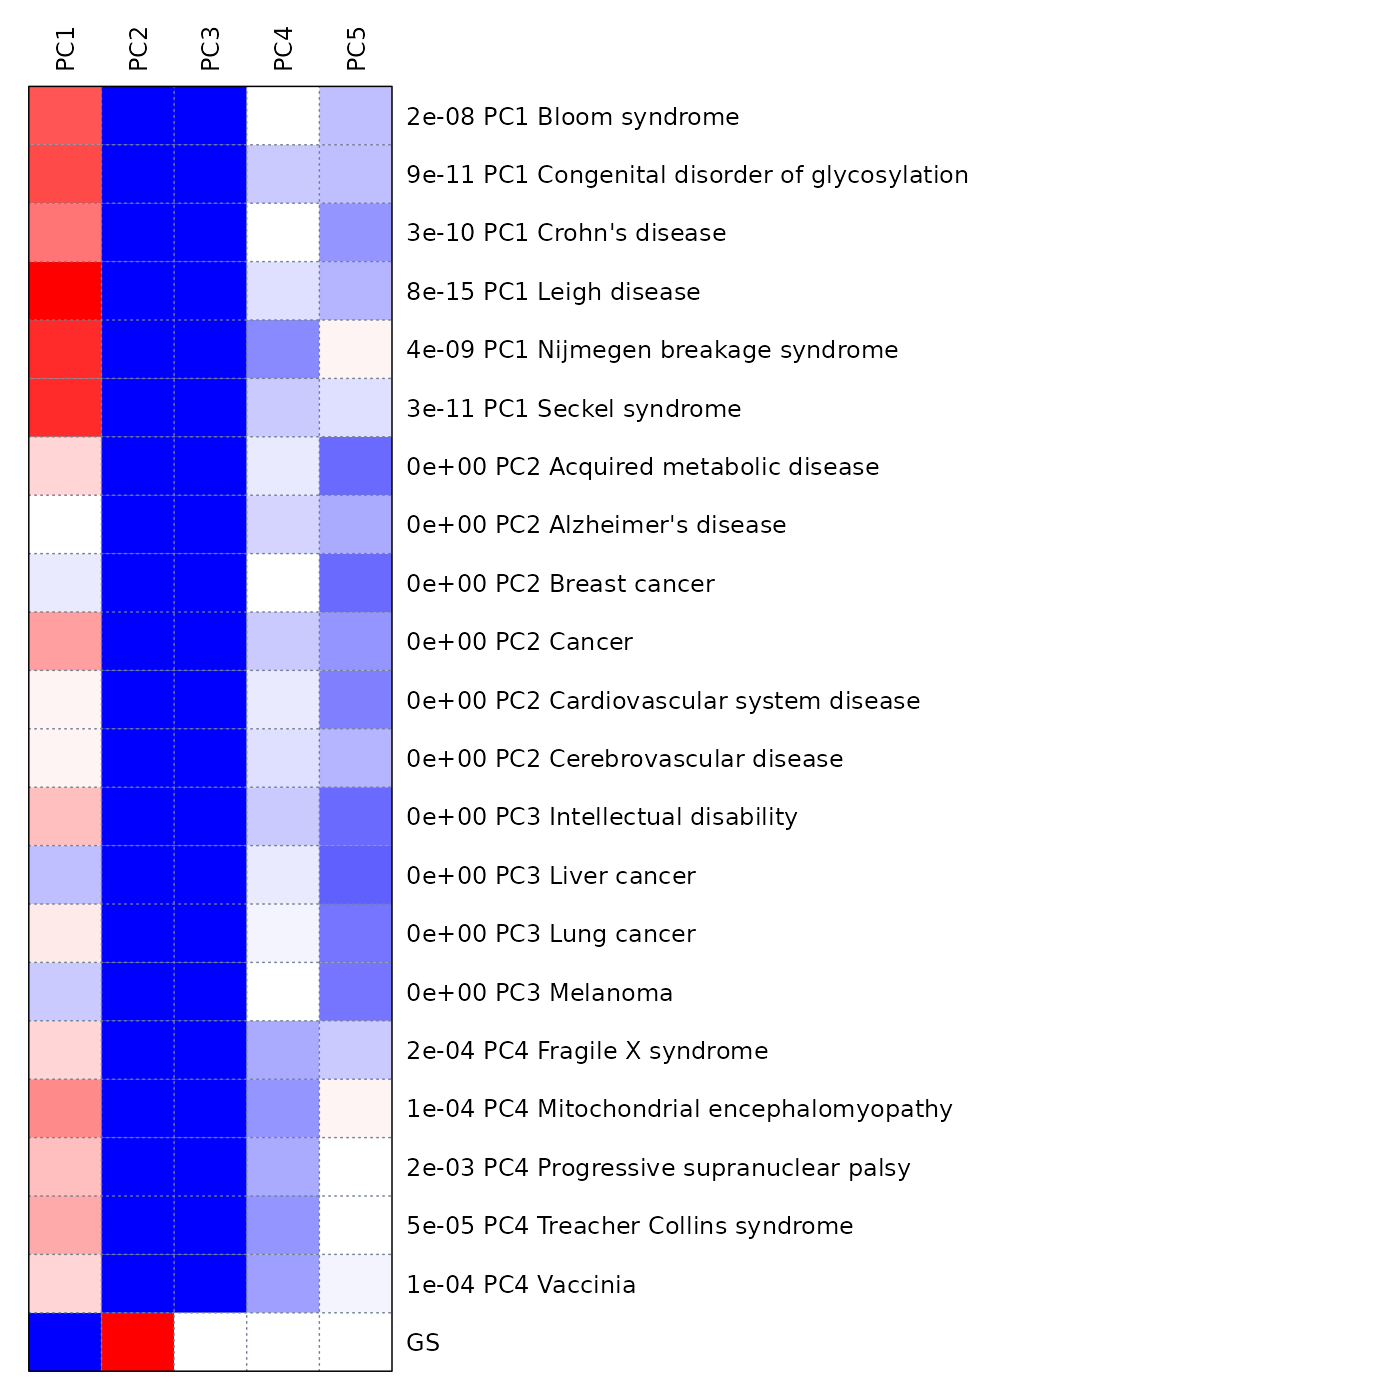 PC1 PC2 PC3 PC4 PC5
2e-08 PC1 Bloom syndrome
9e-11 PC1 Congenital disorder of glycosylation
3e-10 PC1 Crohn's disease
8e-15 PC1 Leigh disease
4e-09 PC1 Nijmegen breakage syndrome
3e-11 PC1 Seckel syndrome
0e+00 PC2 Acquired metabolic disease
0e+00 PC2 Alzheimer's disease
0e+00 PC2 Breast cancer
0e+00 PC2 Cancer
0e+00 PC2 Cardiovascular system disease
0e+00 PC2 Cerebrovascular disease
0e+00 PC3 Intellectual disability
0e+00 PC3 Liver cancer
0e+00 PC3 Lung cancer
0e+00 PC3 Melanoma
2e-04 PC4 Fragile X syndrome
1e-04 PC4 Mitochondrial encephalomyopathy
2e-03 PC4 Progressive supranuclear palsy
5e-05 PC4 Treacher Collins syndrome
1e-04 PC4 Vaccinia
GS